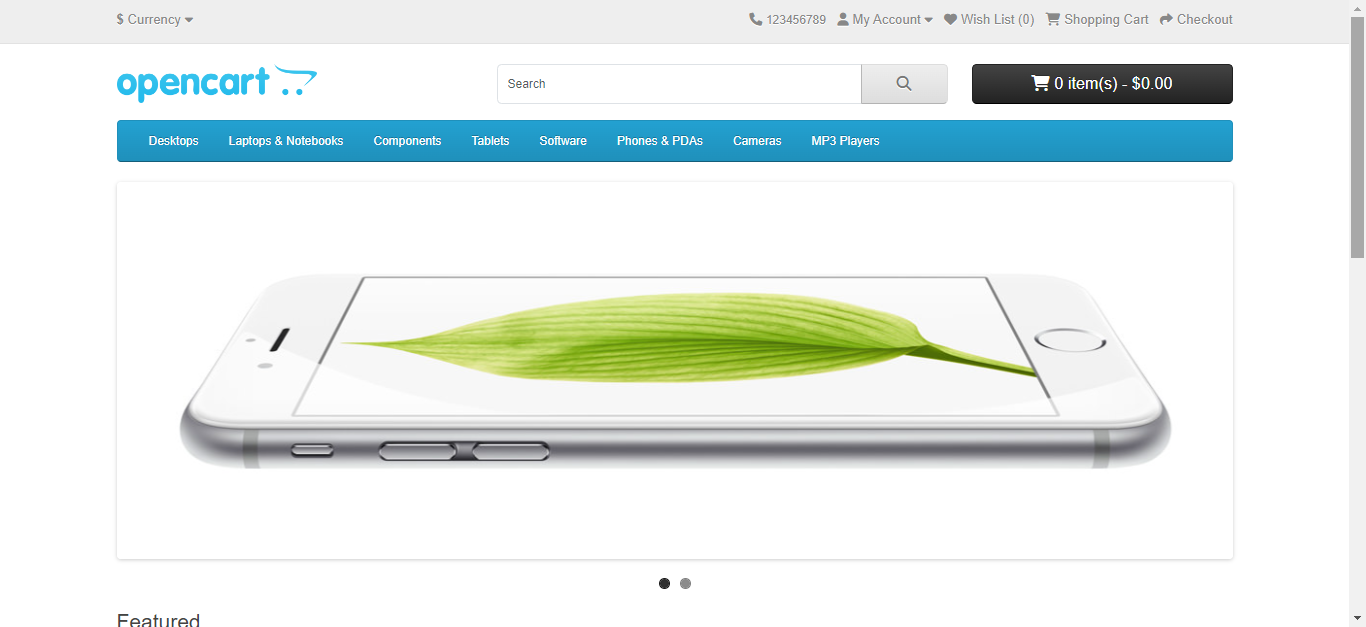 $ Currency
123456789 My Account Wish List (0) Shopping Cart Checkout
opencart
Search
0 item(s) - $0.00
Desktops Laptops & Notebooks Components Tablets Software Phones & PDAs Cameras MP3 Players
Featured